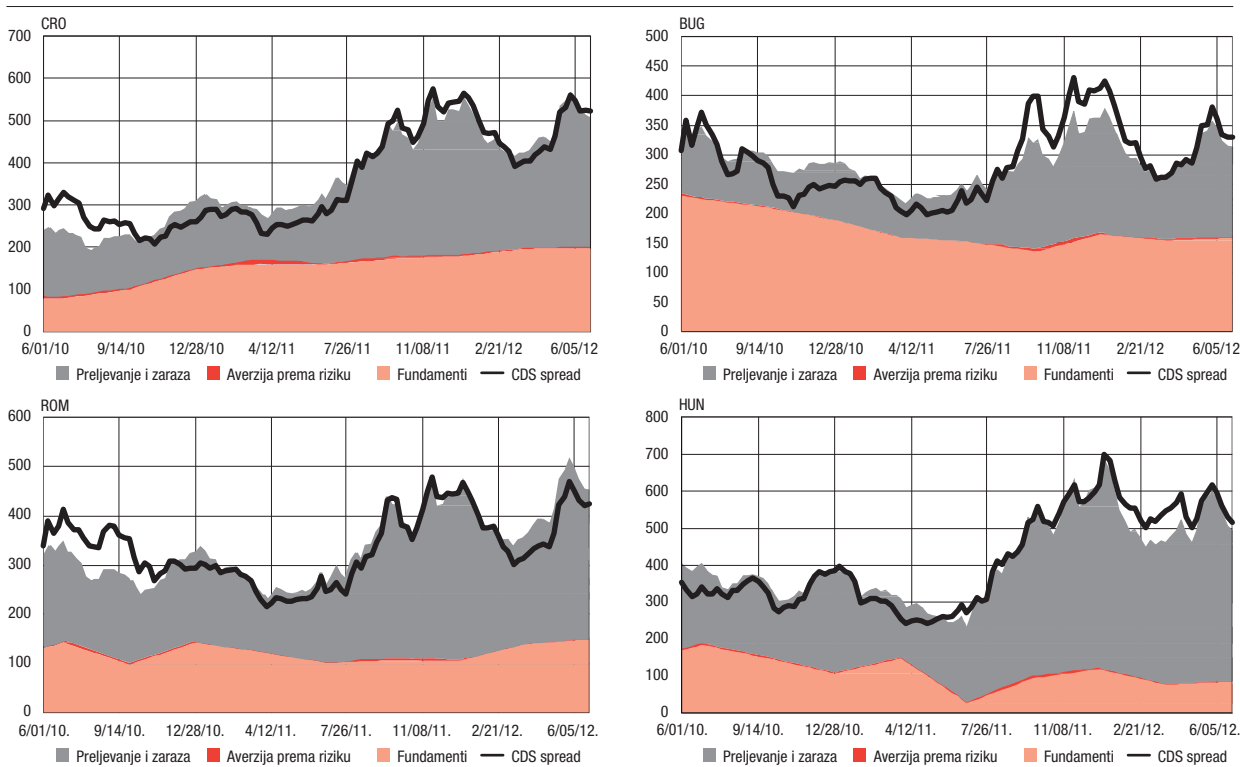 CRO
700
600
500
400
300
200
100
0
6/01/10 9/14/10 12/28/10 4/12/11 7/26/11 11/08/11 2/21/12 6/05/12
Preljevanje i zaraza Averzija prema riziku Fundamenti CDS spread
BUG
500
450
400
350
300
250
200
150
100
50
0
6/01/10 9/14/10 12/28/10 4/12/11 7/26/11 11/08/11 2/21/12 6/05/12
Preljevanje i zaraza Averzija prema riziku Fundamenti CDS spread
ROM
600
500
400
300
200
100
0
6/01/10. 9/14/10. 12/28/10. 4/12/11. 7/26/11. 11/08/11. 2/21/12. 6/05/12.
Preljevanje i zaraza Averzija prema riziku Fundamenti CDS spread
HUN
800
700
600
500
400
300
200
100
0
6/01/10. 9/14/10. 12/28/10. 4/12/11. 7/26/11. 11/08/11. 2/21/12. 6/05/12.
Preljevanje i zaraza Averzija prema riziku Fundamenti CDS spread